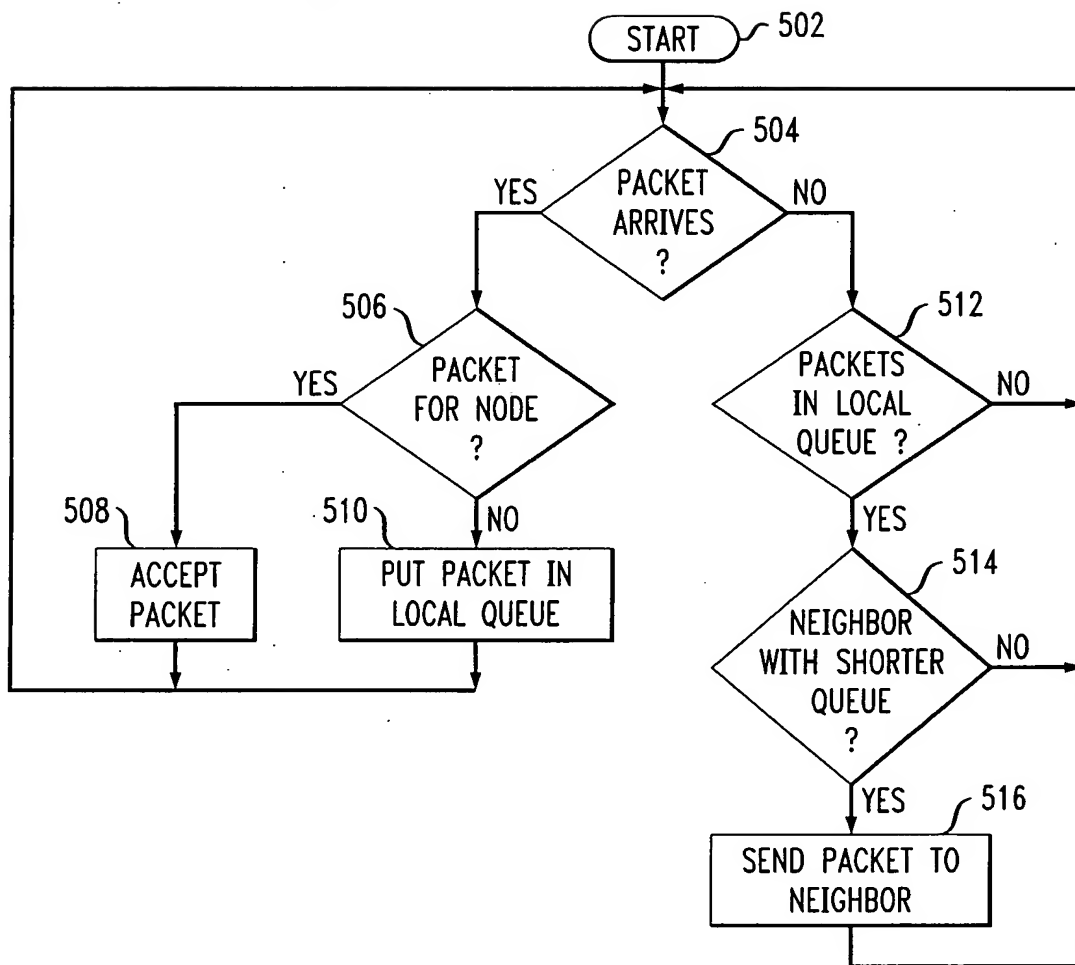 START
502
504
PACKET
ARRIVES
?
YES
NO
506
PACKET
FOR NODE
?
YES
NO
512
PACKETS
IN LOCAL
QUEUE ?
NO
YES
508
ACCEPT
PACKET
510
PUT PACKET IN
LOCAL QUEUE
514
NEIGHBOR
WITH SHORTER
QUEUE
?
NO
YES
516
SEND PACKET TO
NEIGHBOR